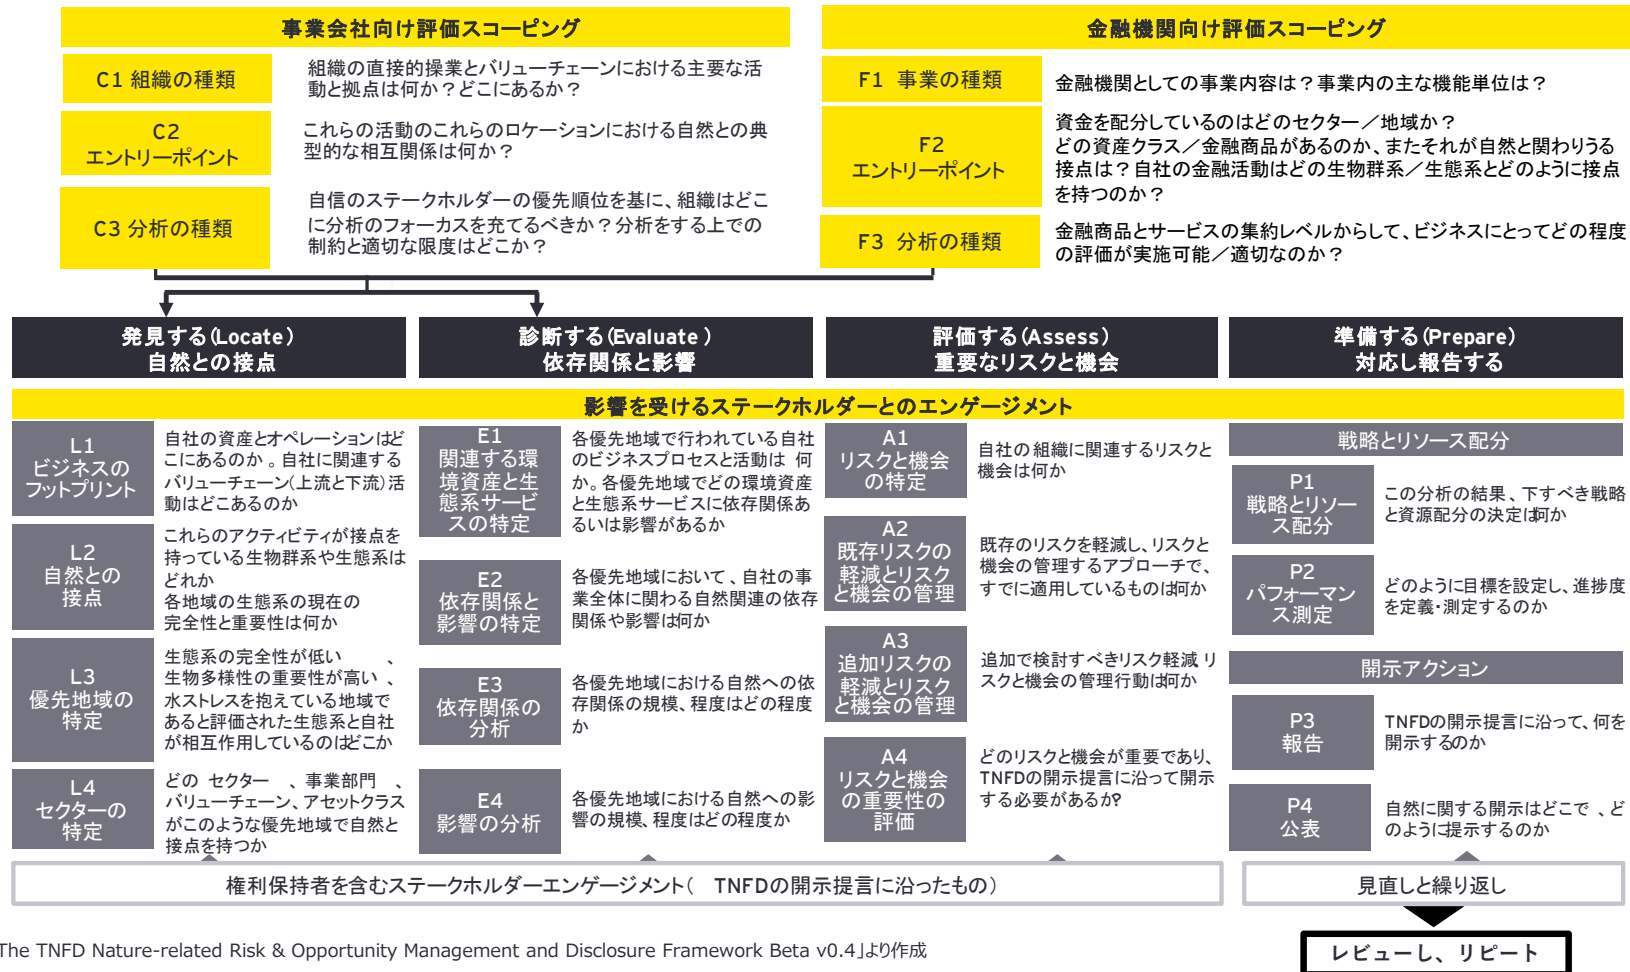 事業会社向け評価スコーピング
C1 組織の種類
組織の直接的操業とバリューチェーンにおける主要な活
動と拠点は何か？どこにあるか？
C2
エントリーポイント
これらの活動のこれらのロケーションにおける自然との典
型的な相互関係は何か？
C3 分析の種類
自信のステークホルダーの優先順位を基に、組織はどこ
に分析のフォーカスを充てるべきか？分析をする上での
制約と適切な限度はどこか？
金融機関向け評価スコーピング
F1 事業の種類
金融機関としての事業内容は？事業内の主な機能単位は？
F2
エントリーポイント
資金を配分しているのはどのセクター／地域か？
どの資産クラス／金融商品があるのか、またそれが自然と関わりうる
接点は？自社の金融活動はどの生物群系／生態系とどのように接点
を持つのか？
F3 分析の種類
金融商品とサービスの集約レベルからして、ビジネスにとってどの程度
の評価が実施可能／適切なのか？
発見する(Locate)
自然との接点
診断する(Evaluate)
依存関係と影響
評価する(Assess)
重要なリスクと機会
準備する(Prepare)
対応し報告する
影響を受けるステークホルダーとのエンゲージメント
L1
ビジネスの
フットプリント
自社の資産とオペレーションはど
こにあるのか。自社に関連する
バリューチェーン(上流と下流)活
動はどこあるのか
L2
自然との
接点
これらのアクティビティが接点を
持っている生物群系や生態系は
どれか
各地域の生態系の現在の
完全性と重要性は何か
L3
優先地域の
特定
生態系の完全性が低い、
生物多様性の重要性が高い、
水ストレスを抱えている地域で
あると評価された生態系と自社
が相互作用しているのはどこか
L4
セクターの
特定
どの セクター、事業部門、
バリューチェーン、アセットクラス
がこのような優先地域で自然と
接点を持つか
E1
関連する環
境資産と生
態系サービ
スの特定
各優先地域で行われている自社
のビジネスプロセスと活動は 何
か。各優先地域でどの環境資産
と生態系サービスに依存関係あ
るいは影響があるか
E2
依存関係と
影響の特定
各優先地域において、自社の事
業全体に関わる自然関連の依存
関係や影響は何か
E3
依存関係の
分析
各優先地域における自然への依
存関係の規模、程度はどの程度
か
E4
影響の分析
各優先地域における自然への影
響の規模、程度はどの程度か
A1
リスクと機会
の特定
自社の組織に関連するリスクと
機会は何か
A2
既存リスクの
軽減とリスク
と機会の管理
既存のリスクを軽減し、リスクと
機会の管理するアプローチで、
すでに適用しているものは何か
A3
追加リスクの
軽減とリスク
と機会の管理
追加で検討すべきリスク軽減リ
スクと機会の管理行動は何か
A4
リスクと機会
の重要性の
評価
どのリスクと機会が重要であり、
TNFDの開示提言に沿って開示
する必要があるか?
戦略とリソース配分
P1
戦略とリソー
ス配分
この分析の結果、下すべき戦略
と資源配分の決定は何か
P2
パフォーマン
ス測定
どのように目標を設定し、進捗度
を定義・測定するのか
開示アクション
P3
報告
TNFDの開示提言に沿って、何を
開示するのか
P4
公表
自然に関する開示はどこで、ど
のように提示するのか
権利保持者を含むステークホルダーエンゲージメント( TNFDの開示提言に沿ったもの)
見直しと繰り返し
レビューし、リピート
The TNFD Nature-related Risk & Opportunity Management and Disclosure Framework Beta v0.4」より作成